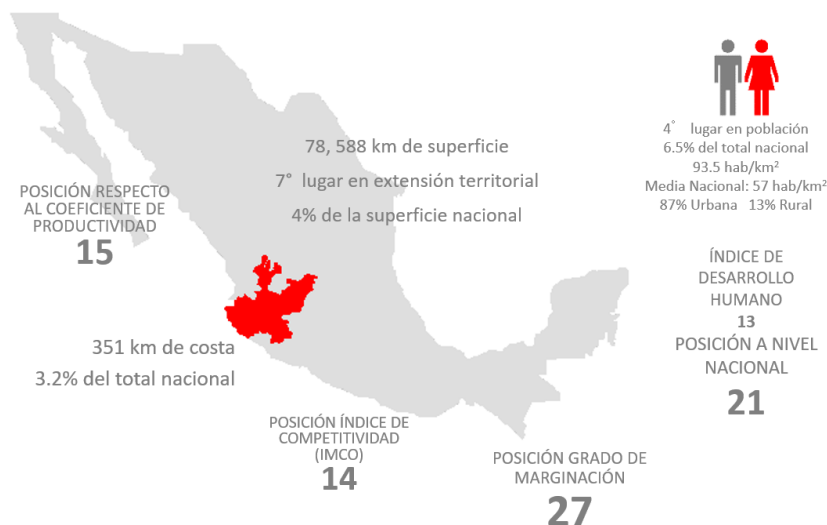 78, 588 km de superficie
7° lugar en extensión territorial
4% de la superficie nacional
4° lugar en población
6.5% del total nacional
93.5 hab/km²
Media Nacional: 57 hab/km²
87% Urbana 13% Rural
POSICIÓN RESPECTO
AL COEFICIENTE DE
PRODUCTIVIDAD
15
ÍNDICE DE
DESARROLLO
HUMANO
13
POSICIÓN A NIVEL
NACIONAL
21
351 km de costa
3.2% del total nacional
POSICIÓN ÍNDICE DE
COMPETITIVIDAD
(IMCO)
14
POSICIÓN GRADO DE
MARGINACIÓN
27